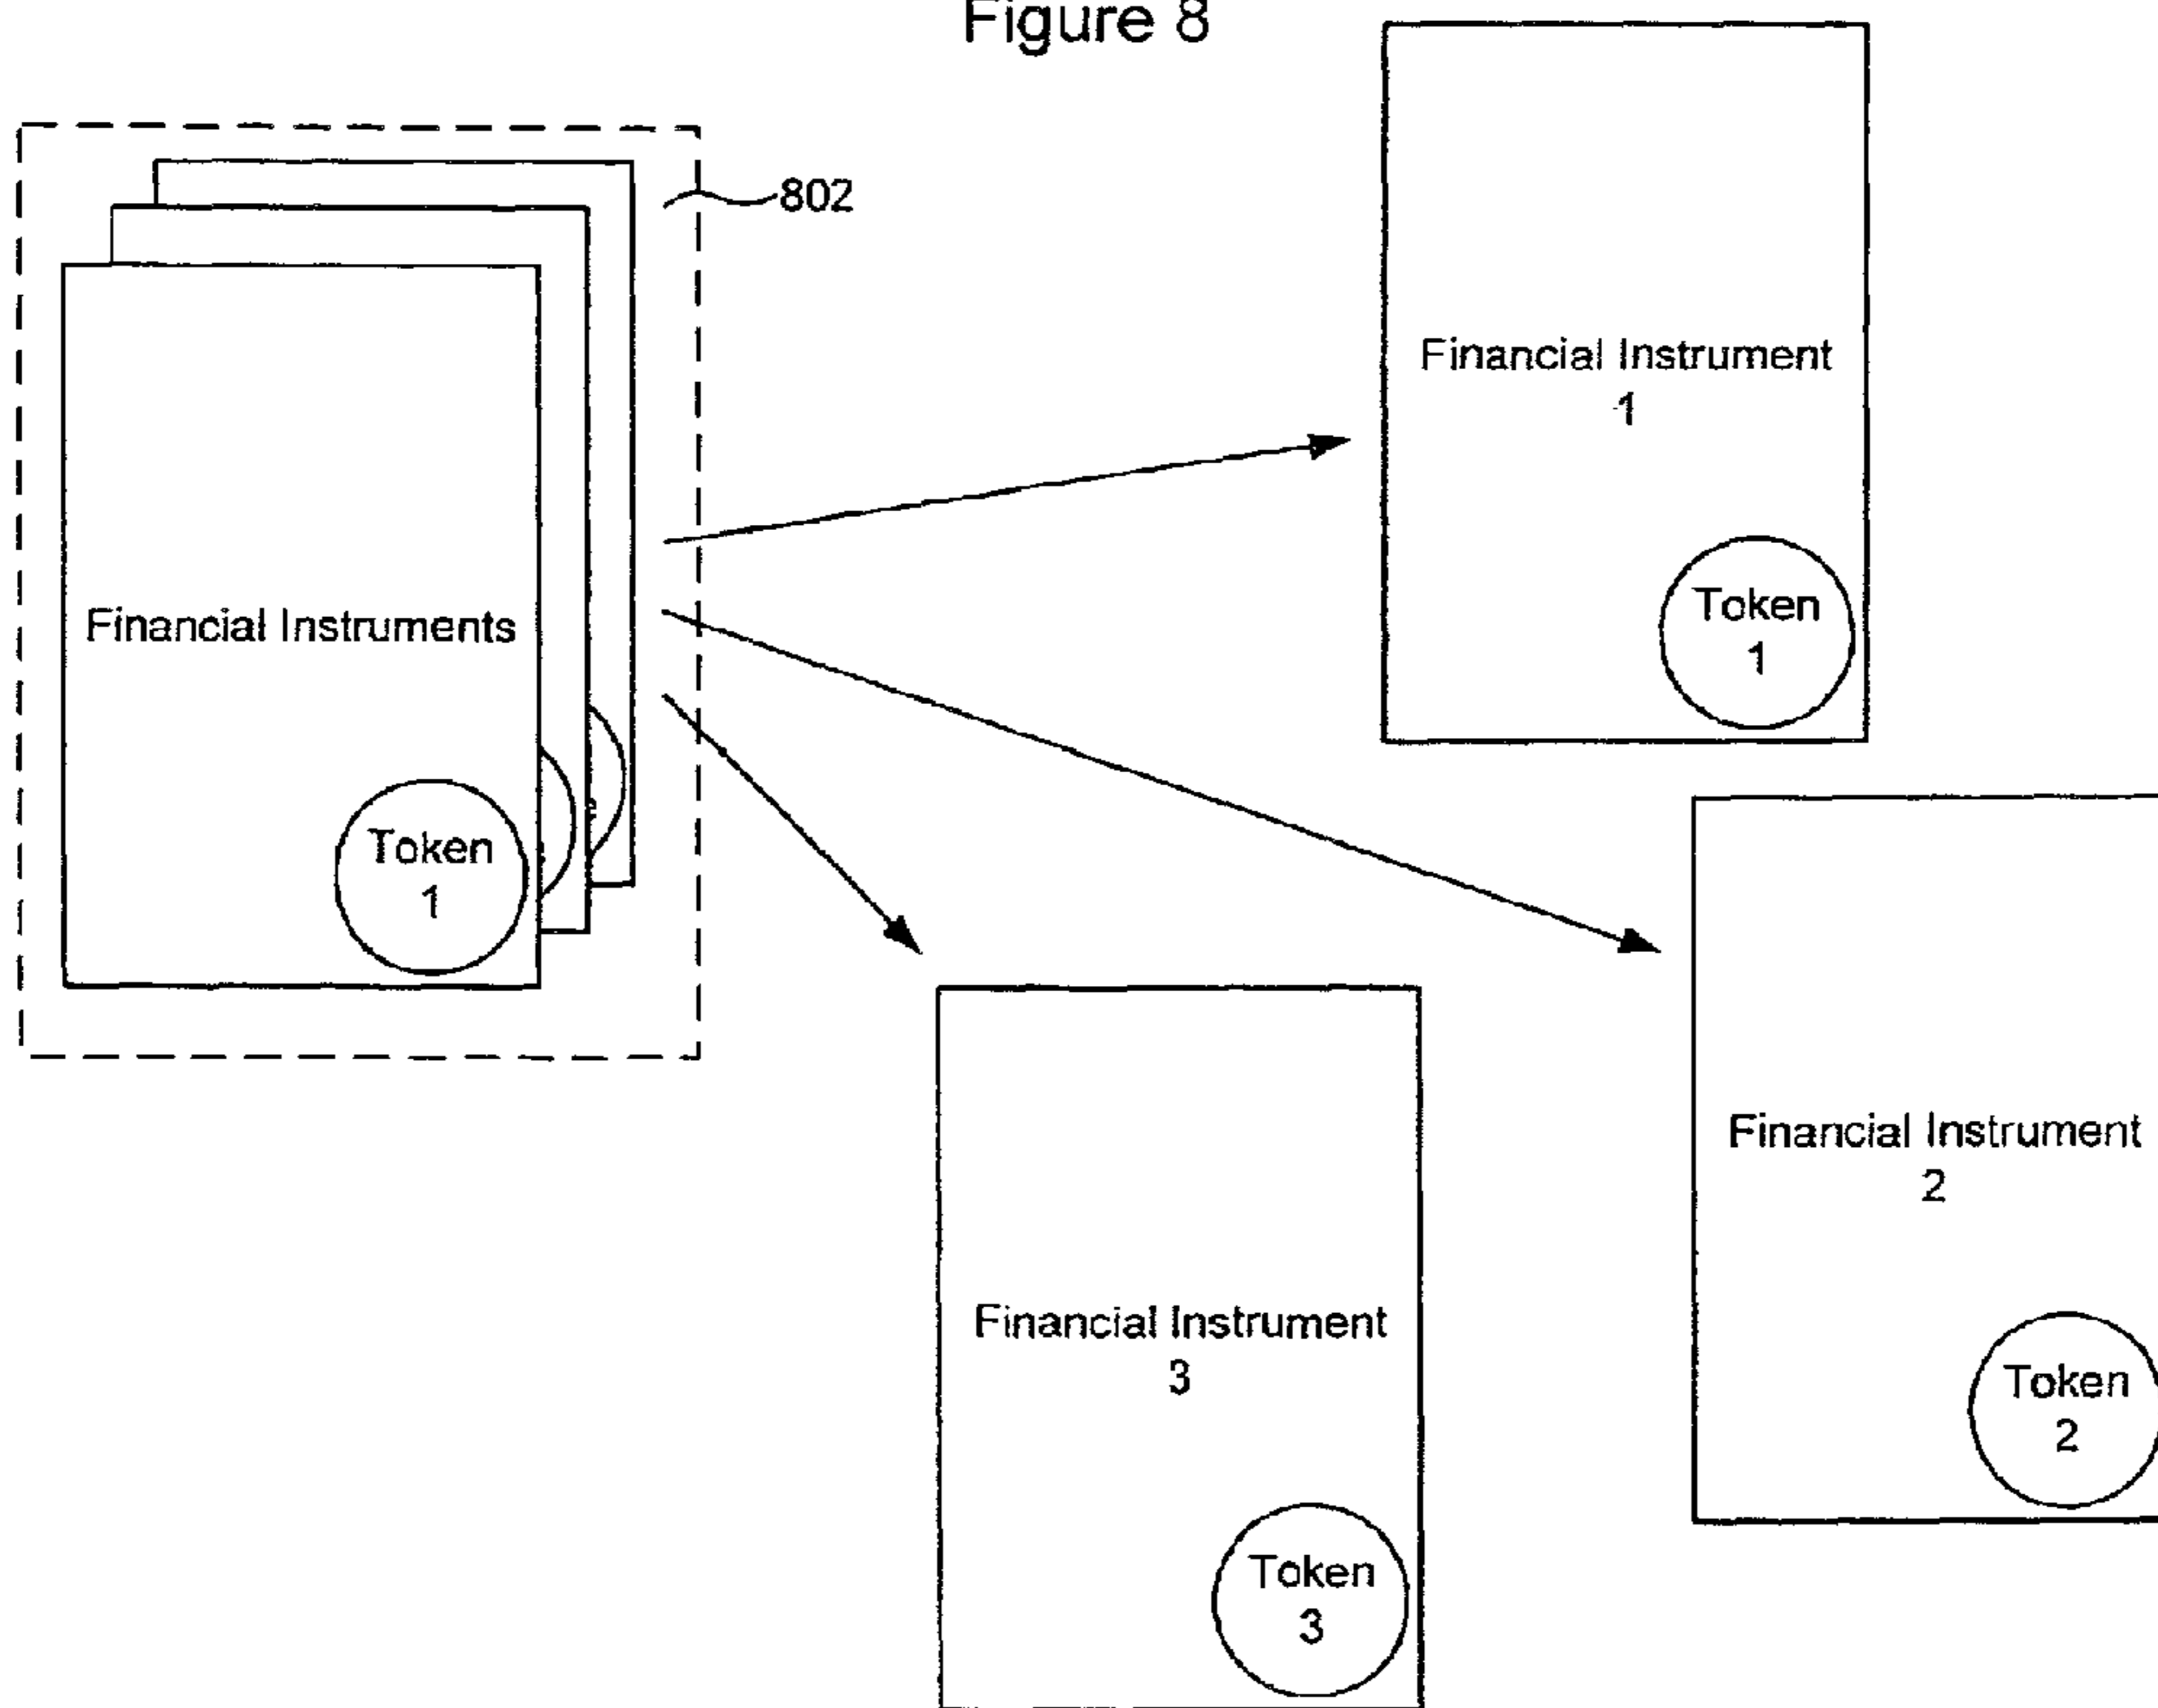 Figure 8
802
Financial Instruments
Token
1
Financial Instrument
1
Token
1
Financial Instrument
2
Token
2
Financial Instrument
3
Token
3